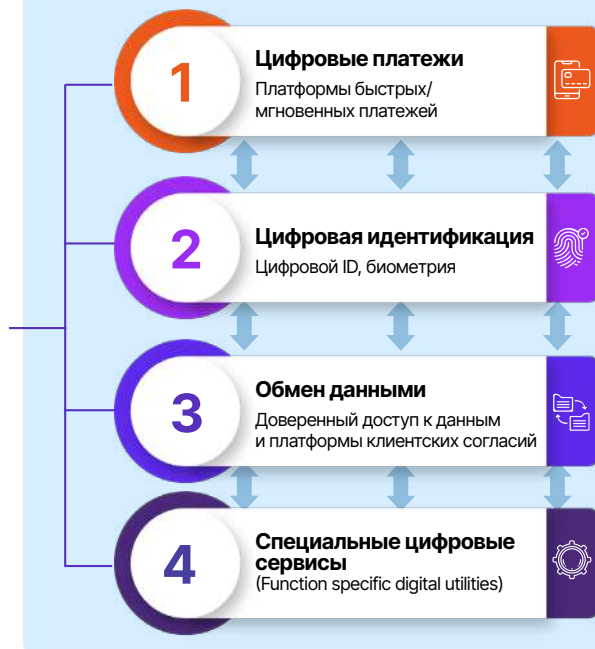 1
Цифровые платежи
Платформы быстрых/
мгновенных платежей
2
Цифровая идентификация
Цифровой ID, биометрия
3
Обмен данными
Доверенный доступ к данным
и платформы клиентских согласий
4
Специальные цифровые
сервисы
(Function specific digital utilities)